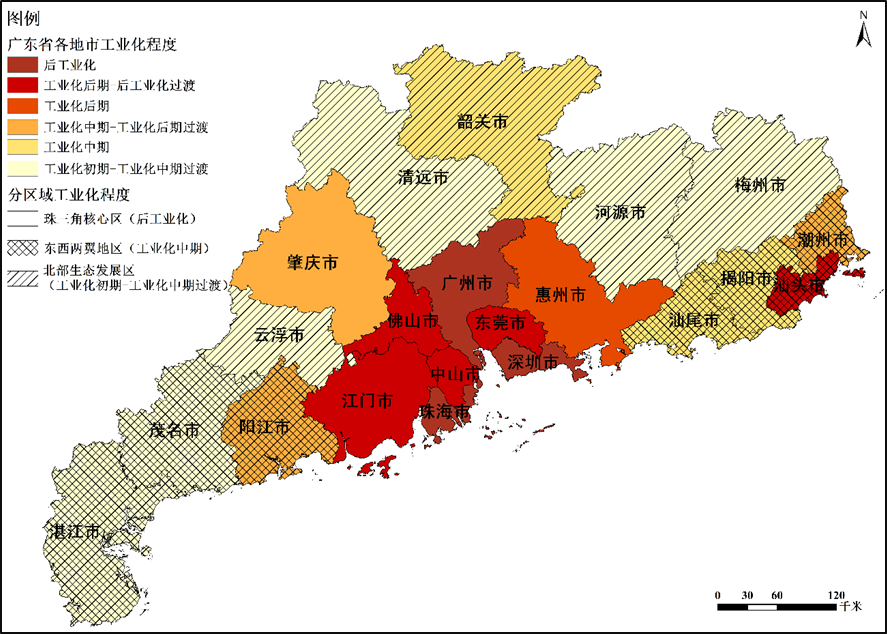 图例
广东省各地市工业化程度
后工业化
工业化后期-后工业化过渡
工业化后期
工业化中期-工业化后期过渡
工业化中期
工业化初期-工业化中期过渡
分区域工业化程度
珠三角核心区（后工业化）
东西两翼地区（工业化中期）
北部生态发展区
（工业化初期-工业化中期过渡）
N
韶关市
清远市
河源市
梅州市
潮州市
肇庆市
广州市
惠州市
揭阳市
汕头市
云浮市
佛山市
东莞市
汕尾市
深圳市
中山市
江门市
珠海市
茂名市
阳江市
湛江市
0 30 60 120
千米